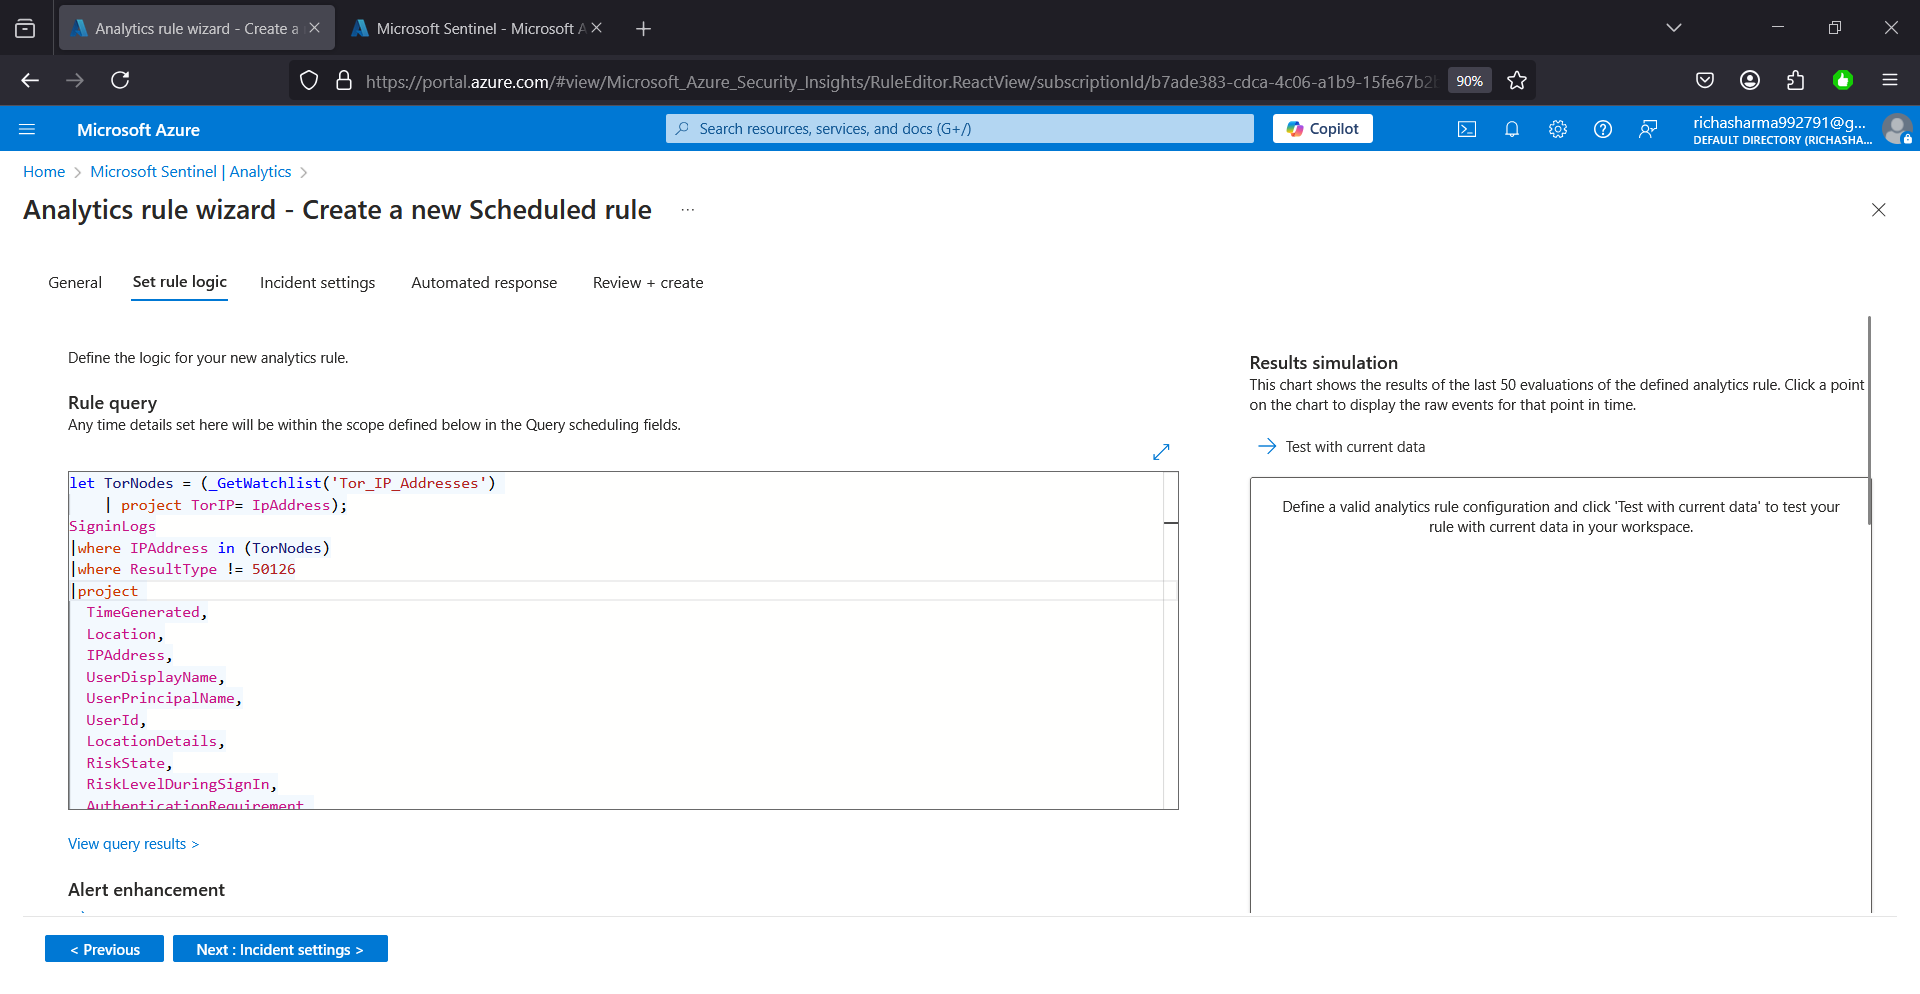 Analytics rule wizard - Create a
Microsoft Sentinel - Microsoft A
https://portal.azure.com/#view/Microsoft_Azure_Security_Insights/RuleEditor.ReactView/subscriptionId/b7ade383-cdca-4c06-a1b9-15fe67b2b
90%
Microsoft Azure
Search resources, services, and docs (G+/)
Copilot
richasharma992791@g...
DEFAULT DIRECTORY (RICHASHA...
Home > Microsoft Sentinel | Analytics >
Analytics rule wizard - Create a new Scheduled rule ...
General
Set rule logic
Incident settings
Automated response
Review + create
Define the logic for your new analytics rule.
Rule query
Any time details set here will be within the scope defined below in the Query scheduling fields.
let TorNodes = (_GetWatchlist('Tor_IP_Addresses')
| project TorIP= IpAddress);
SigninLogs
|where IPAddress in (TorNodes)
|where ResultType != 50126
|project
TimeGenerated,
Location,
IPAddress,
UserDisplayName,
UserPrincipalName,
UserId,
LocationDetails,
RiskState,
RiskLevelDuringSignIn,
AuthenticationRequirement
View query results >
Alert enhancement
Results simulation
This chart shows the results of the last 50 evaluations of the defined analytics rule. Click a point
on the chart to display the raw events for that point in time.
Test with current data
Define a valid analytics rule configuration and click 'Test with current data' to test your
rule with current data in your workspace.
< Previous
Next : Incident settings >